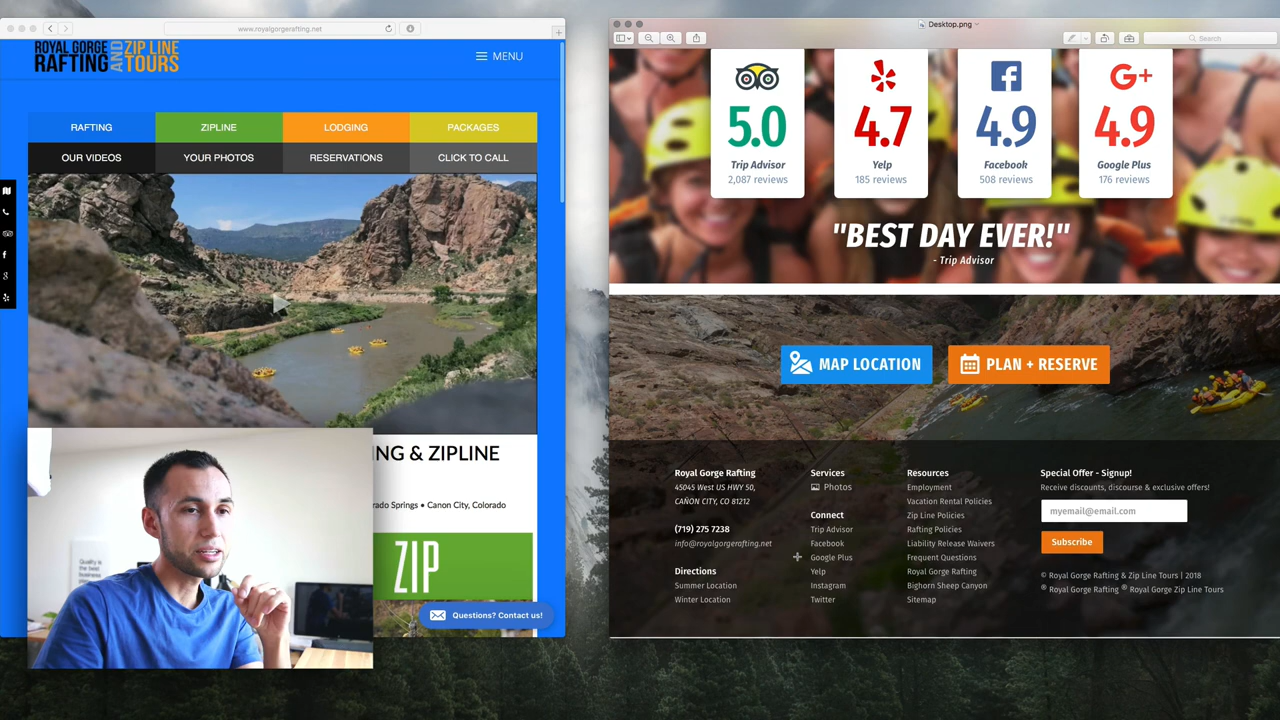 www.royalgorgerafting.net
ROYAL GORGE
RAFTING
AND
ZIP LINE
TOURS
MENU
RAFTING
ZIPLINE
LODGING
PACKAGES
OUR VIDEOS
YOUR PHOTOS
RESERVATIONS
CLICK TO CALL
NG & ZIPLINE
rado Springs • Canon City, Colorado
ZIP
Questions? Contact us!
Quality is
the best
business
Desktop.png
Search
5.0
Trip Advisor
2,087 reviews
4.7
Yelp
185 reviews
4.9
Facebook
508 reviews
G+
4.9
Google Plus
176 reviews
"BEST DAY EVER!"
- Trip Advisor
MAP LOCATION
PLAN + RESERVE
Royal Gorge Rafting
45045 West US HWY 50,
CAÑON CITY, CO 81212
(719) 275 7238
info@royalgorgerafting.net
Directions
Summer Location
Winter Location
Services
Photos
Connect
Trip Advisor
Facebook
Google Plus
Yelp
Instagram
Twitter
Resources
Employment
Vacation Rental Policies
Zip Line Policies
Rafting Policies
Liability Release Waivers
Frequent Questions
Royal Gorge Rafting
Bighorn Sheep Canyon
Sitemap
Special Offer - Signup!
Receive discounts, discourse & exclusive offers!
myemail@email.com
Subscribe
© Royal Gorge Rafting & Zip Line Tours | 2018
® Royal Gorge Rafting ® Royal Gorge Zip Line Tours